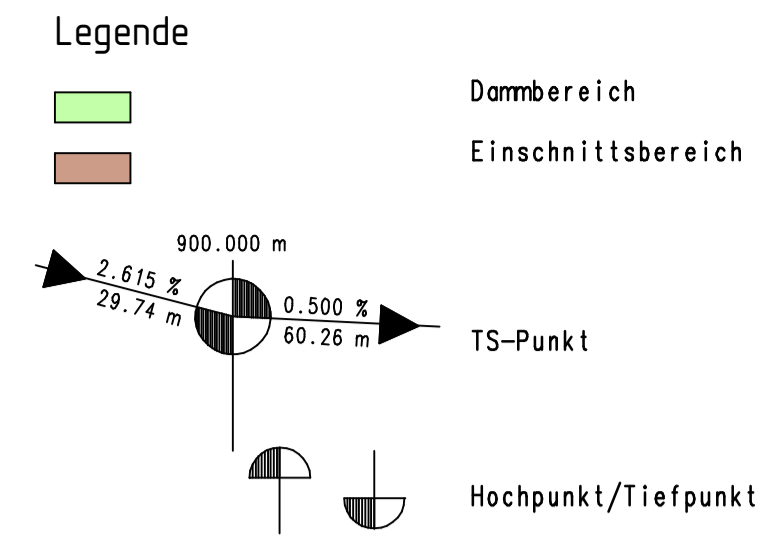 Legende
Dammbereich
Einschnittsbereich
900.000 m
2.615 %
29.74 m
0.500 %
60.26 m
TS-Punkt
Hochpunkt/Tiefpunkt